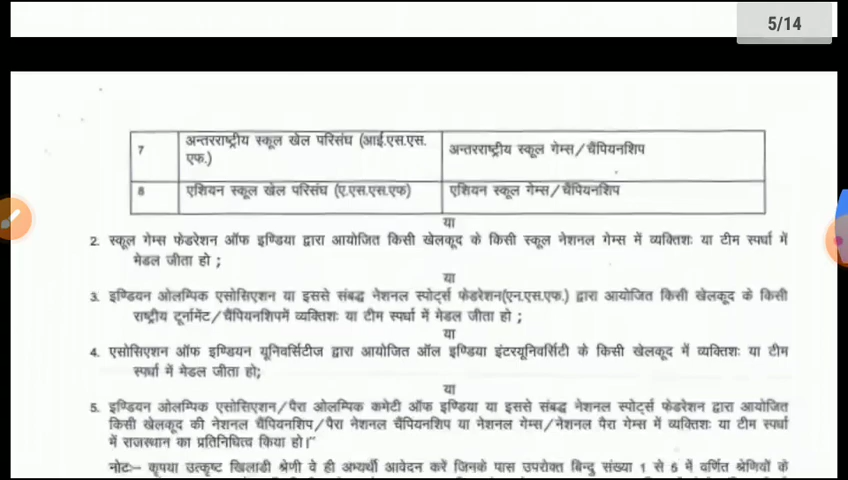 5/14
7 अन्तरराष्ट्रीय स्कूल खेल परिसंघ (आई.एस.एस. अन्तरराष्ट्रीय स्कूल गेम्स/चैंपियनशिप
एफ.)
8 एशियन स्कूल खेल परिसंघ (ए.एस.एस.एफ) एशियन स्कूल गेम्स/चैंपियनशिप
या
2. स्कूल गेम्स फेडरेशन ऑफ इण्डिया द्वारा आयोजित किसी खेलकूद के किसी स्कूल नेशनल गेम्स में व्यक्तिशः या टीम स्पर्धा में
मेडल जीता हो ;
या
3. इण्डियन ओलम्पिक एसोसिएशन या इससे संबद्ध नेशनल स्पोर्ट्स फेडरेशन(एन.एस.एफ.) द्वारा आयोजित किसी खेलकूद के किसी
राष्ट्रीय टूर्नामेंट/चैंपियनशिपमें व्यक्तिशः या टीम स्पर्धा में मेडल जीता हो ;
या
4. एसोसिएशन ऑफ इण्डियन यूनिवर्सिटीज द्वारा आयोजित ऑल इण्डिया इंटरयूनिवर्सिटी के किसी खेलकूद में व्यक्तिशः या टीम
स्पर्धा में मेडल जीता हो;
या
5. इण्डियन ओलम्पिक एसोसिएशन/पैरा ओलम्पिक कमेटी ऑफ इण्डिया या इससे संबद्ध नेशनल स्पोर्ट्स फेडरेशन द्वारा आयोजित
किसी खेलकूद की नेशनल चैंपियनशिप/पैरा नेशनल चैंपियनशिप या नेशनल गेम्स/नेशनल पैरा गेम्स में व्यक्तिशः या टीम स्पर्धा
में राजस्थान का प्रतिनिधित्व किया हो।"
नोटः– कृपया उत्कृष्ट खिलाडी श्रेणी वे ही अभ्यर्थी आवेदन करें जिनके पास उपरोक्त बिन्दु संख्या 1 से 5 में वर्णित श्रेणियों के